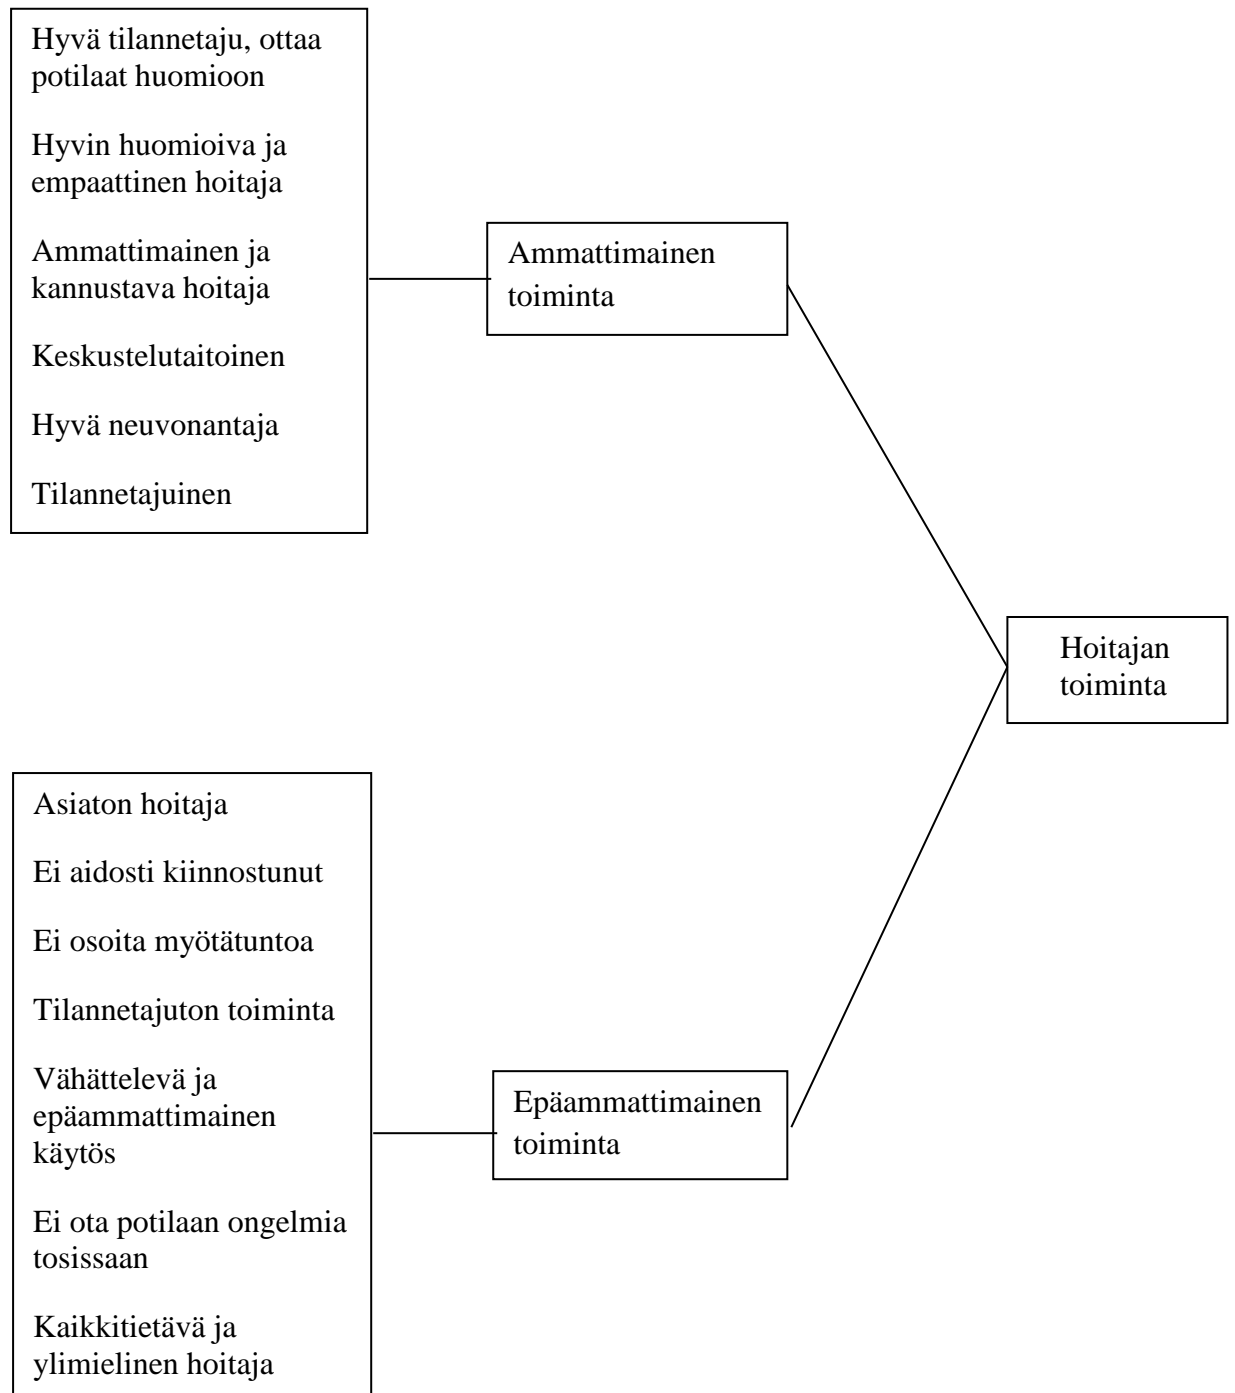 Hyvä tilannetaju, ottaa
potilaat huomioon
Hyvin huomioiva ja
empaattinen hoitaja
Ammattimainen ja
kannustava hoitaja
Keskustelutaitoinen
Hyvä neuvonantaja
Tilannetajuinen
Ammattimainen
toiminta
Hoitajan
toiminta
Asiaton hoitaja
Ei aidosti kiinnostunut
Ei osoita myötätuntoa
Tilannetajuton toiminta
Vähättelevä ja
epäammattimainen
käytös
Ei ota potilaan ongelmia
tosissaan
Kaikkitietävä ja
ylimielinen hoitaja
Epäammattimainen
toiminta